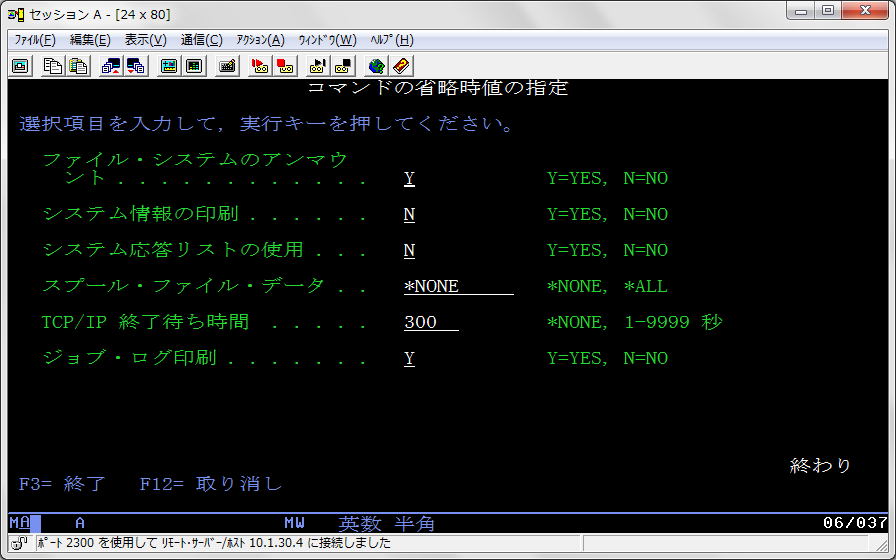 セッション A - [24 x 80]
ﾌｧｲﾙ(F) 編集(E) 表示(V) 通信(C) ｱｸｼｮﾝ(A) ｳｨﾝﾄﾞｳ(W) ﾍﾙﾌﾟ(H)
コマンドの省略時値の指定
選択項目を入力して, 実行キーを押してください。
ファイル・システムのアンマウ
ント . . . . . . . . . . . . Y Y=YES, N=NO
システム情報の印刷 . . . . . . N Y=YES, N=NO
システム応答リストの使用 . . . N Y=YES, N=NO
スプール・ファイル・データ . . *NONE *NONE, *ALL
TCP/IP 終了待ち時間 . . . . . 300 *NONE, 1-9999 秒
ジョブ・ログ印刷 . . . . . . . Y Y=YES, N=NO
終わり
F3= 終了 F12= 取り消し
MA A MW 英数 半角 06/037
ﾎﾟｰﾄ 2300 を使用して ﾘﾓｰﾄ･ｻｰﾊﾞｰ/ﾎｽﾄ 10.1.30.4 に接続しました